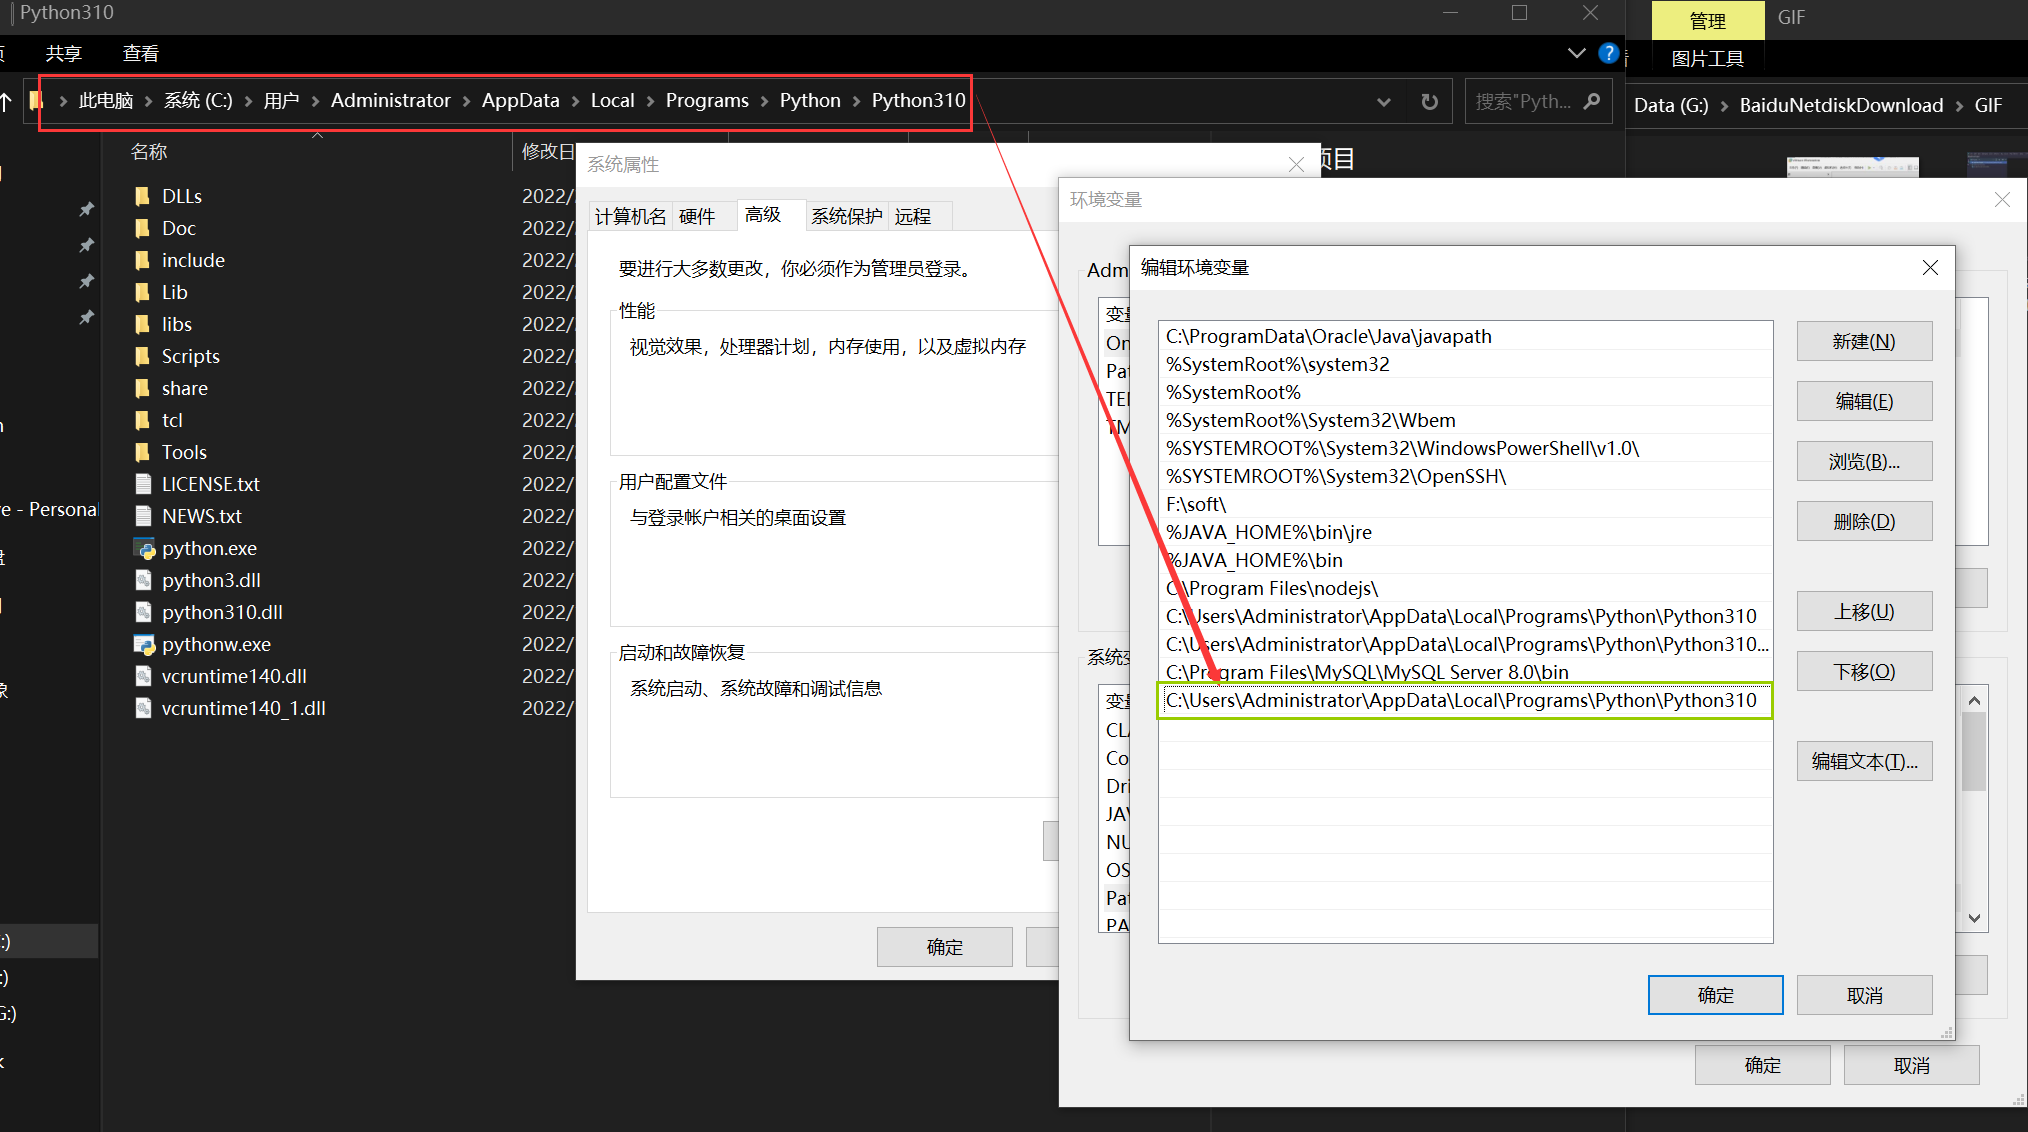 Python310
共享 查看
此电脑 系统 (C:) 用户 Administrator AppData Local Programs Python Python310
搜索"Pyth...
管理 GIF
图片工具
Data (G:) BaiduNetdiskDownload GIF
名称 修改日
DLLs 2022/
Doc 2022/
include 2022/
Lib 2022/
libs 2022/
Scripts 2022/
share 2022/
tcl 2022/
Tools 2022/
LICENSE.txt 2022/
NEWS.txt 2022/
python.exe 2022/
python3.dll 2022/
python310.dll 2022/
pythonw.exe 2022/
vcruntime140.dll 2022/
vcruntime140_1.dll 2022/
- Personal
:)
:)
G:)
系统属性
计算机名 硬件 高级 系统保护 远程
要进行大多数更改，你必须作为管理员登录。
性能
视觉效果，处理器计划，内存使用，以及虚拟内存
用户配置文件
与登录帐户相关的桌面设置
启动和故障恢复
系统启动、系统故障和调试信息
确定
项目
环境变量
Adm
变
On
Pat
TE
TM
系统变
变
CL
Co
Dri
JAV
NU
OS
Pat
PA
确定 取消
编辑环境变量
C:\ProgramData\Oracle\Java\javapath
%SystemRoot%\system32
%SystemRoot%
%SystemRoot%\System32\Wbem
%SYSTEMROOT%\System32\WindowsPowerShell\v1.0\
%SYSTEMROOT%\System32\OpenSSH\
F:\soft\
%JAVA_HOME%\bin\jre
%JAVA_HOME%\bin
C:\Program Files\nodejs\
C:\Users\Administrator\AppData\Local\Programs\Python\Python310
C:\Users\Administrator\AppData\Local\Programs\Python\Python310...
C:\Program Files\MySQL\MySQL Server 8.0\bin
C:\Users\Administrator\AppData\Local\Programs\Python\Python310
新建(N)
编辑(E)
浏览(B)...
删除(D)
上移(U)
下移(O)
编辑文本(T)...
确定 取消